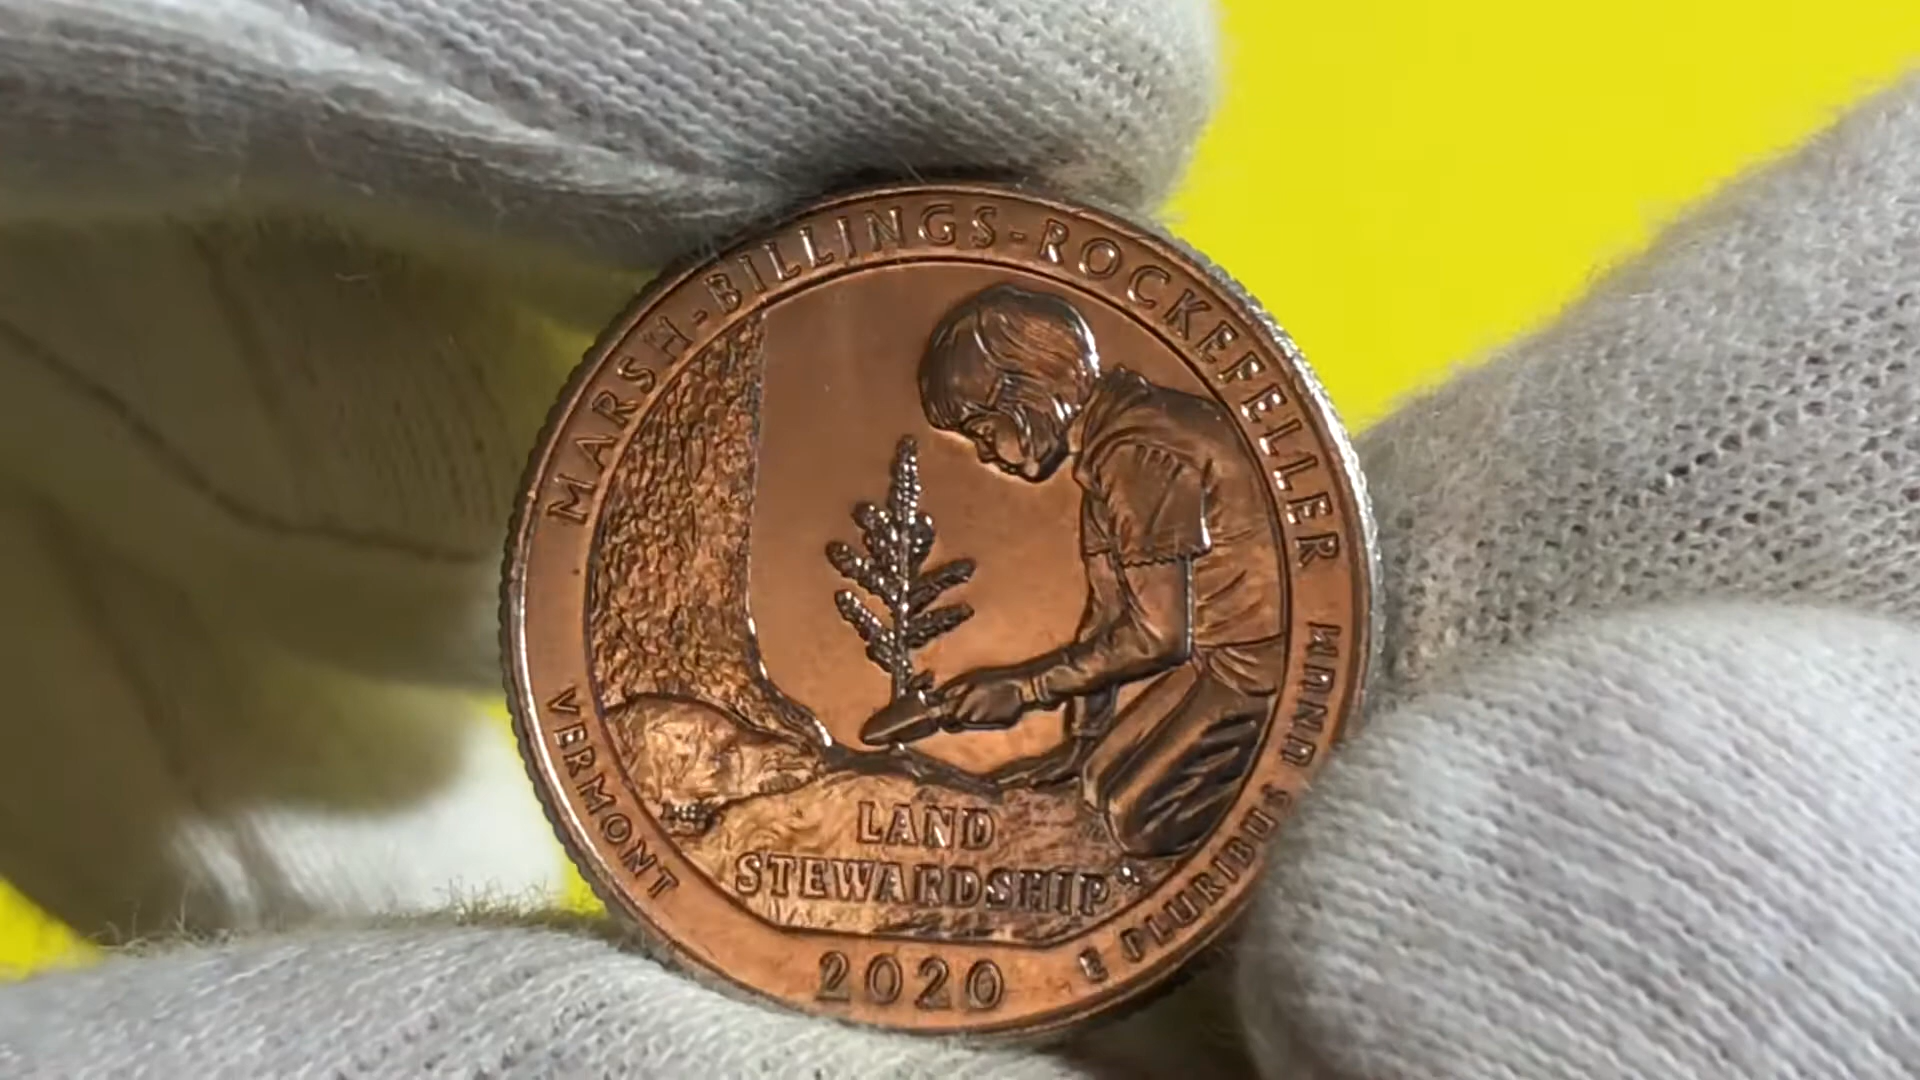 MARSH-BILLINGS-ROCKEFELLER
VERMONT
LAND
STEWARDSHIP
2020
E PLURIBUS UNUM